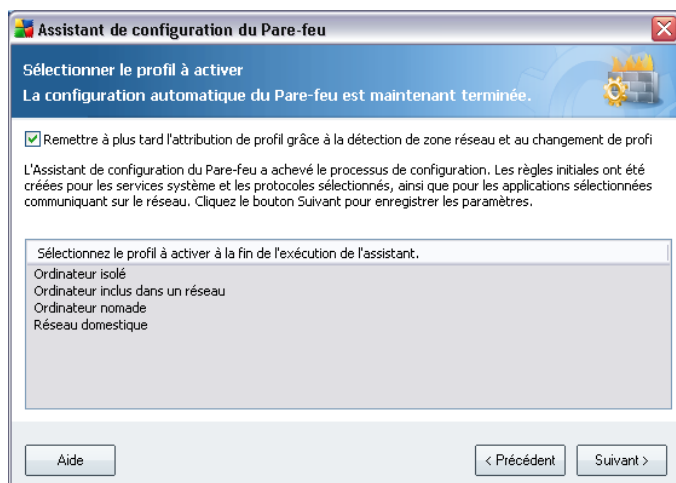 Assistant de configuration du Pare-feu
Sélectionner le profil à activer
La configuration automatique du Pare-feu est maintenant terminée.
Remettre à plus tard l'attribution de profil grâce à la détection de zone réseau et au changement de profi
L'Assistant de configuration du Pare-feu a achevé le processus de configuration. Les règles initiales ont été
créées pour les services système et les protocoles sélectionnés, ainsi que pour les applications sélectionnées
communiquant sur le réseau. Cliquez le bouton Suivant pour enregistrer les paramètres.
Sélectionnez le profil à activer à la fin de l'exécution de l'assistant.
Ordinateur isolé
Ordinateur inclus dans un réseau
Ordinateur nomade
Réseau domestique
Aide
< Précédent
Suivant >